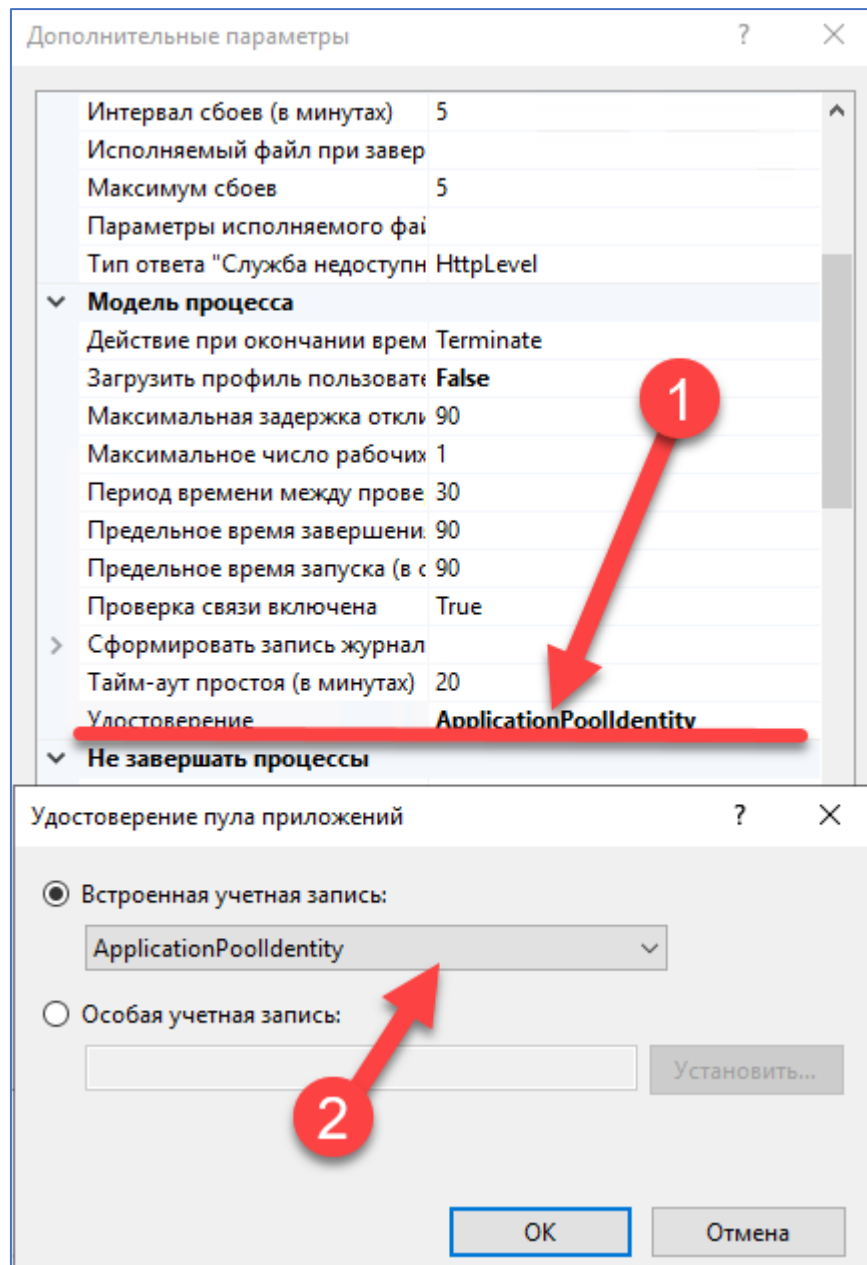 Дополнительные параметры ?
Интервал сбоев (в минутах) 5
Исполняемый файл при завер
Максимум сбоев 5
Параметры исполняемого фай
Тип ответа "Служба недоступн HttpLevel
Модель процесса
Действие при окончании врем Terminate
Загрузить профиль пользовате False
Максимальная задержка откли 90
1
Максимальное число рабочих 1
Период времени между прове 30
Предельное время завершени 90
Предельное время запуска (в с 90
Проверка связи включена True
Сформировать запись журнал
Тайм-аут простоя (в минутах) 20
Удостоверение ApplicationPoolIdentity
Не завершать процессы
Удостоверение пула приложений ?
Встроенная учетная запись:
ApplicationPoolIdentity
Особая учетная запись:
Установить...
2
ОК Отмена